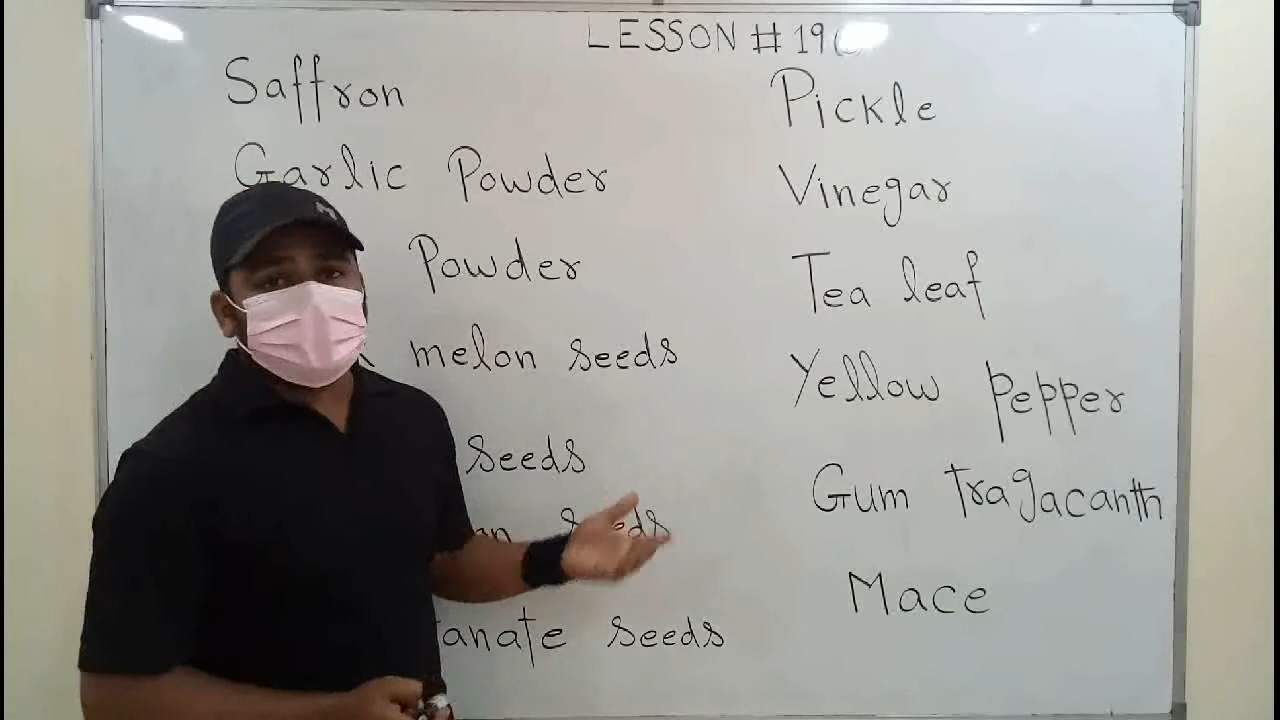 LESSON # 19
Saffron
Garlic Powder
Powder
melon seeds
seeds
seeds
seeds
Pickle
Vinegar
Tea leaf
Yellow pepper
Gum tragacanth
Mace